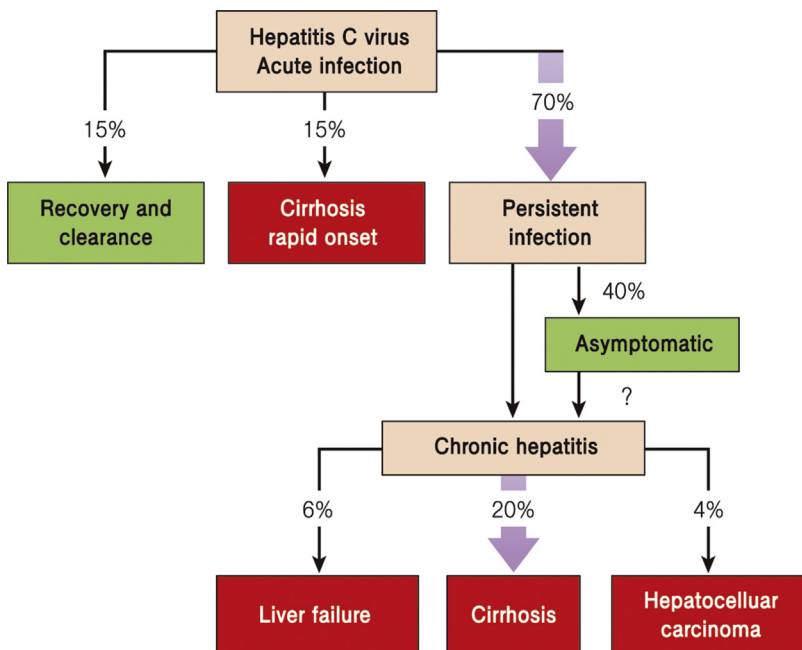 Hepatitis C virus
Acute infection
15%
15%
70%
Recovery and
clearance
Cirrhosis
rapid onset
Persistent
infection
40%
Asymptomatic
?
Chronic hepatitis
6%
20%
4%
Liver failure
Cirrhosis
Hepatocelluar
carcinoma